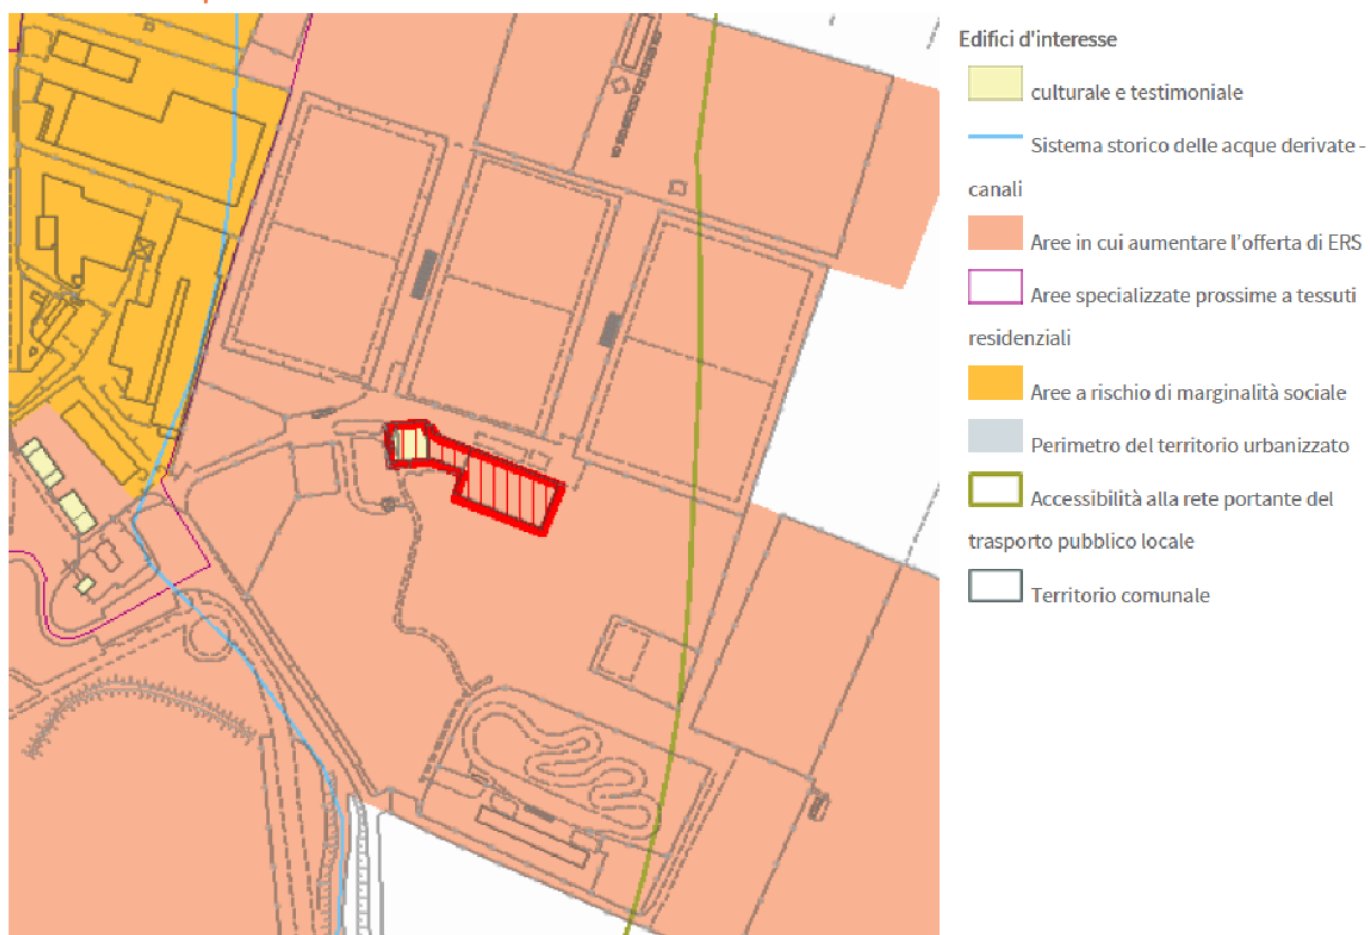 Edifici d'interesse
culturale e testimoniale
Sistema storico delle acque derivate -
canali
Aree in cui aumentare l'offerta di ERS
Aree specializzate prossime a tessuti
residenziali
Aree a rischio di marginalità sociale
Perimetro del territorio urbanizzato
Accessibilità alla rete portante del
trasporto pubblico locale
Territorio comunale